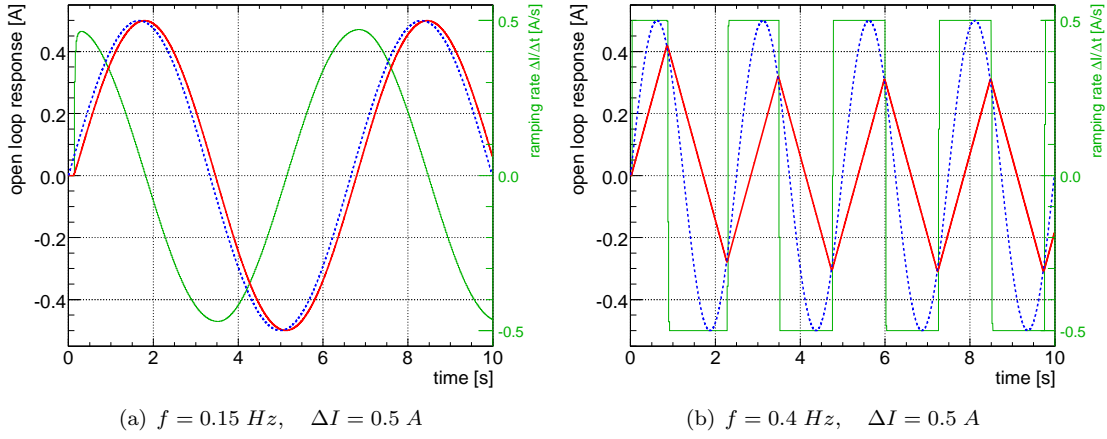 open loop response [A]
0.4
0.2
0.0
-0.2
-0.4
0 2 4 6 8 10
time [s]
0.5
0.0
-0.5
ramping rate ΔI/Δt [A/s]
(a) f = 0.15 Hz, ΔI = 0.5 A
open loop response [A]
0.4
0.2
0.0
-0.2
-0.4
0 2 4 6 8 10
time [s]
0.5
0.0
-0.5
ramping rate ΔI/Δt [A/s]
(b) f = 0.4 Hz, ΔI = 0.5 A